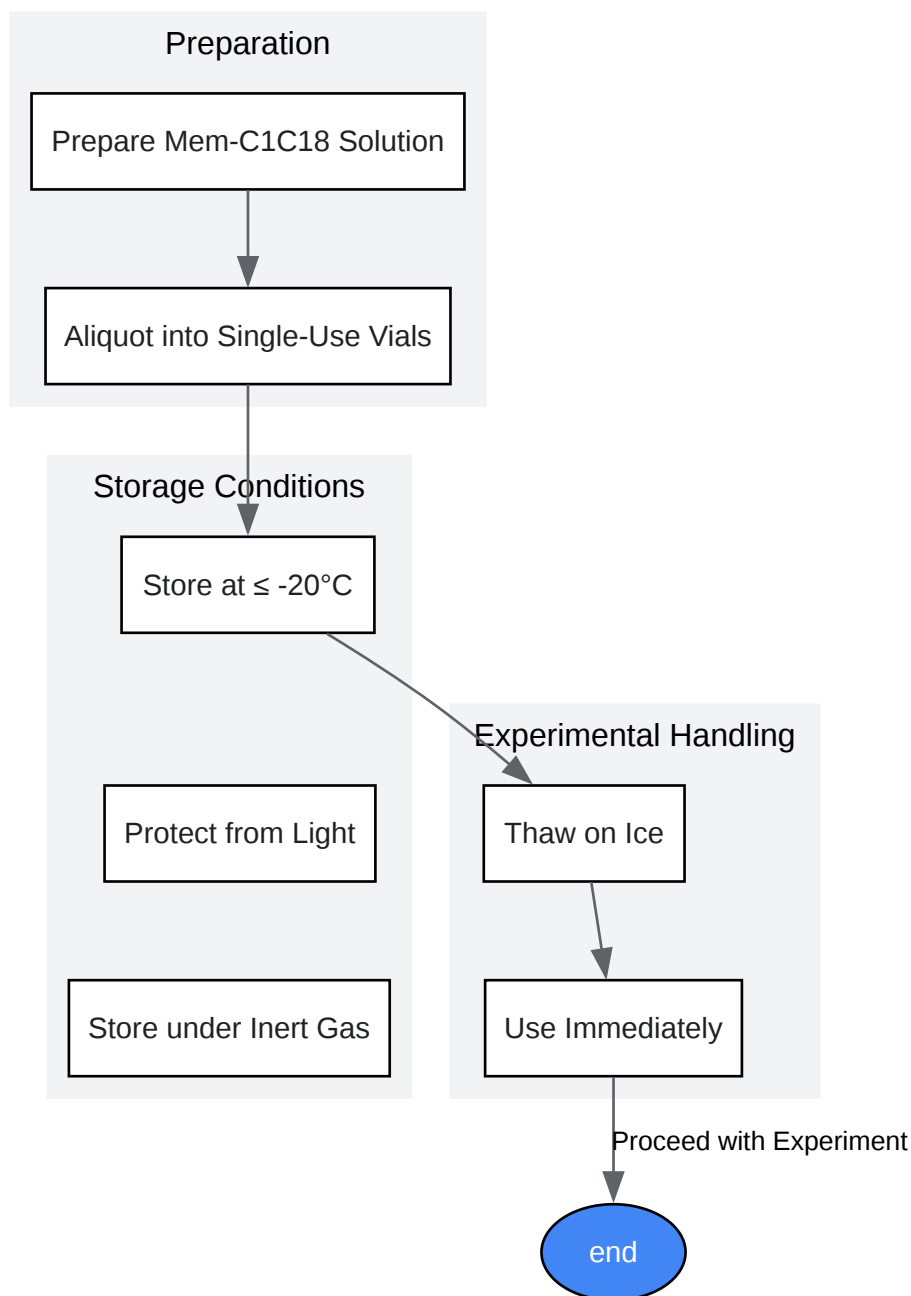 Preparation
Prepare Mem-C1C18 Solution
Aliquot into Single-Use Vials
Storage Conditions
Store at ≤ -20°C
Experimental Handling
Protect from Light
Thaw on Ice
Store under Inert Gas
Use Immediately
Proceed with Experiment
end